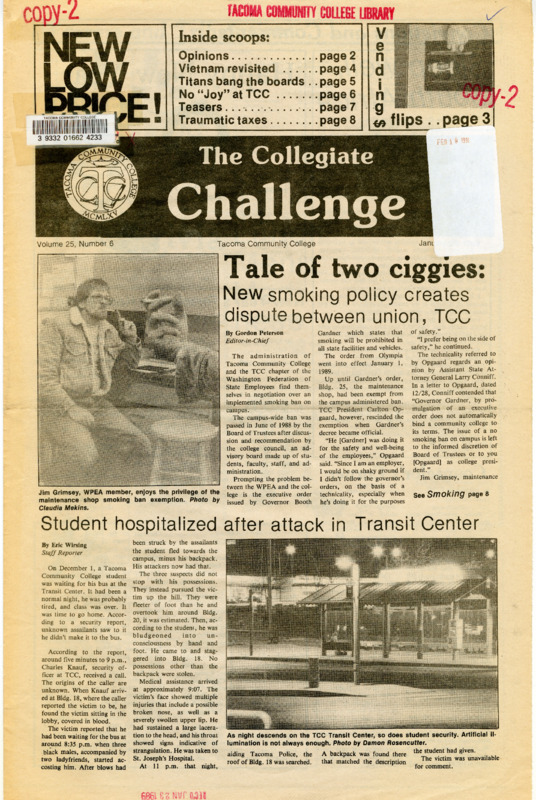 copy-2
TACOMA COMMUNITY COLLEGE LIBRARY
NEW
LOW
PRICE!
Inside scoops:
Opinions . . . . . . . . . . . . . page 2
Vietnam revisited . . . . . . page 4
Titans bang the boards . . page 5
No "Joy" at TCC . . . . . . . page 6
Teasers . . . . . . . . . . . . . . page 7
Traumatic taxes . . . . . . . . page 8
Vendings
flips . . page 3
copy-2
TACOMA COMMUNITY COLLEGE
3 9332 01662 4233
TACOMA COMMUNITY COLLEGE
TCC
MCMLXV
The Collegiate
Challenge
Volume 25, Number 6
Tacoma Community College
Tale of two ciggies:
New smoking policy creates
dispute between union, TCC
By Gordon Peterson
Editor-in-Chief
The administration of
Tacoma Community College
and the TCC chapter of the
Washington Federation of
State Employees find them-
selves in negotiation over an
implemented smoking ban on
campus.
The campus-wide ban was
passed in June of 1988 by the
Board of Trustees after discus-
sion and recommendation by
the college council, an ad-
visory board made up of stu-
dents, faculty, staff, and ad-
ministration.
Prompting the problem be-
tween the WPEA and the col-
lege is the executive order
issued by Governor Booth
Gardner which states that
smoking will be prohibited in
all state facilities and vehicles.
The order from Olympia
went into effect January 1,
1989.
Up until Gardner's order,
Bldg. 25, the maintenance
shop, had been exempt from
the campus administered ban.
TCC President Carlton Op-
gaard, however, rescinded the
exemption when Gardner's
decree became official.
"He [Gardner] was doing it
for the safety and well-being
of the employees," Opgaard
said. "Since I am an employer,
I would be on shaky ground if
I didn't follow the governor's
orders, on the basis of a
technicality, especially when
he's doing it for the purposes
of safety."
"I prefer being on the side of
safety," he continued.
The technicality referred to
by Opgaard regards an opi-
nion by Assistant State At-
torney General Larry Consiff.
In a letter to Opgaard, dated
12/28, Consiff contended that
"Governor Gardner, by pro-
mulgation of an executive
order does not automatically
bind a community college to
its terms. The issue of a no
smoking ban on campus is left
to the informed discretion of
Board of Trustees or to you
[Opgaard] as college presi-
dent."
Jim Grimsey, maintenance
See Smoking page 8
Jim Grimsey, WPEA member, enjoys the privilege of the
maintenance shop smoking ban exemption. Photo by
Claudia Mekins.
Student hospitalized after attack in Transit Center
By Eric Wirsing
Staff Reporter
On December 1, a Tacoma
Community College student
was waiting for his bus at the
Transit Center. It had been a
normal night, he was probably
tired, and class was over. It
was time to go home. Accor-
ding to a security report,
unknown assailants saw to it
he didn't make it to the bus.
According to the report,
around five minutes to 9 p.m.,
Charles Knauf, security of-
ficer at TCC, received a call.
The origins of the caller are
unknown. When Knauf arriv-
ed at Bldg. 18, where the caller
reported the victim to be, he
found the victim sitting in the
lobby, covered in blood.
The victim reported that he
had been waiting for the bus at
around 8:35 p.m. when three
black males, accompanied by
two ladyfriends, started ac-
costing him. After blows had
been struck by the assailants
the student fled towards the
campus, minus his backpack.
His attackers now had that.
The three suspects did not
stop with his possessions.
They instead pursued the vic-
tim up the hill. They were
fleeter of foot than he and
overtook him around Bldg.
20, it was estimated. Then, ac-
cording to the student, he was
bludgeoned into un-
consciousness by hand and
foot. He came to and stag-
gered into Bldg. 18. No
possessions other than the
backpack were stolen.
Medical assistance arrived
at approximately 9:07. The
victim's face showed multiple
injuries that include a possible
broken nose, as well as a
severely swollen upper lip. He
had sustained a large lacera-
tion to the head, and his throat
showed signs indicative of
strangulation. He was taken to
St. Joseph's Hospital.
At 11 p.m. that night,
As night descends on the TCC Transit Center, so does student security. Artificial il-
lumination is not always enough. Photo by Damon Rosencutter.
aiding Tacoma Police, the
roof of Bldg. 18 was searched.
A backpack was found there
that matched the description
the student had given.
The victim was unavailable
for comment.
REC'D JAN 23 1989